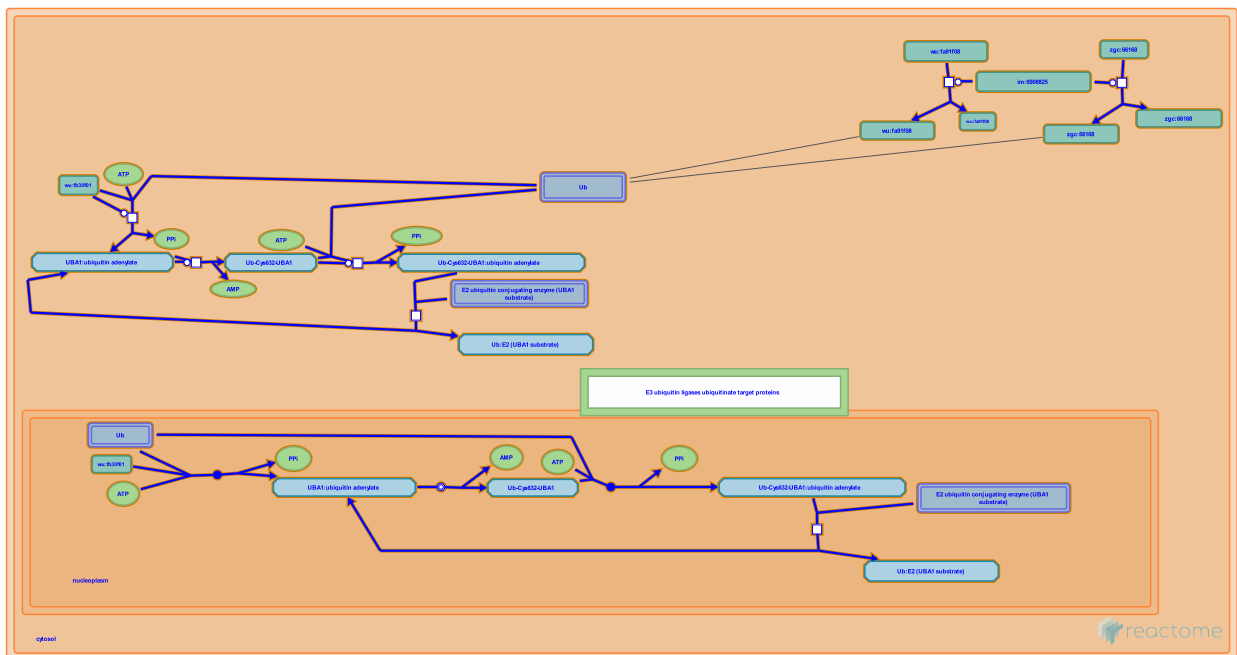 wu:fa91f08
zgc:66168
im:6908825
wu:fa91f08
wu:fa91f08
zgc:66168
zgc:66168
ATP
wu:fb30f01
Ub
PPi
ATP
PPi
UBA1:ubiquitin adenylate
Ub-Cys632-UBA1
Ub-Cys632-UBA1::ubiquitin adenylate
AMP
E2 ubiquitin conjugating enzyme (UBA1
substrate)
Ub:E2 (UBA1 substrate)
E3 ubiquitin ligases ubiquitinate target proteins
Ub
wu:fb30f01
PPi
AMP
ATP
PPi
ATP
UBA1:ubiquitin adenylate
Ub-Cys632-UBA1
Ub-Cys632-UBA1:ubiquitin adenylate
E2 ubiquitin conjugating enzyme (UBA1
substrate)
Ub:E2 (UBA1 substrate)
nucleoplasm
cytosol
reactome